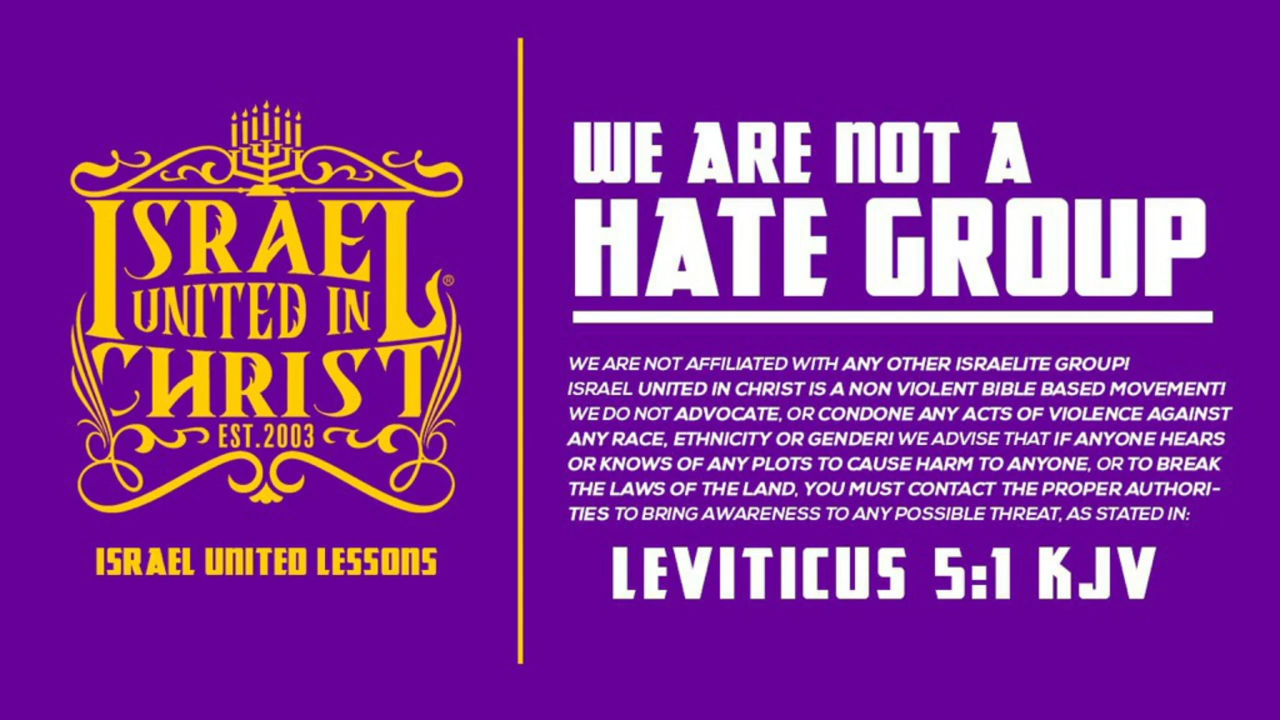 ISRAEL
UNITED IN
CHRIST
EST.2003
®
ISRAEL UNITED LESSONS
WE ARE NOT A
HATE GROUP
WE ARE NOT AFFILIATED WITH ANY OTHER ISRAELITE GROUP!
ISRAEL UNITED IN CHRIST IS A NON VIOLENT BIBLE BASED MOVEMENT!
WE DO NOT ADVOCATE, OR CONDONE ANY ACTS OF VIOLENCE AGAINST
ANY RACE, ETHNICITY OR GENDER! WE ADVISE THAT IF ANYONE HEARS
OR KNOWS OF ANY PLOTS TO CAUSE HARM TO ANYONE, OR TO BREAK
THE LAWS OF THE LAND, YOU MUST CONTACT THE PROPER AUTHORI-
TIES TO BRING AWARENESS TO ANY POSSIBLE THREAT, AS STATED IN:
LEVITICUS 5:1 KJV